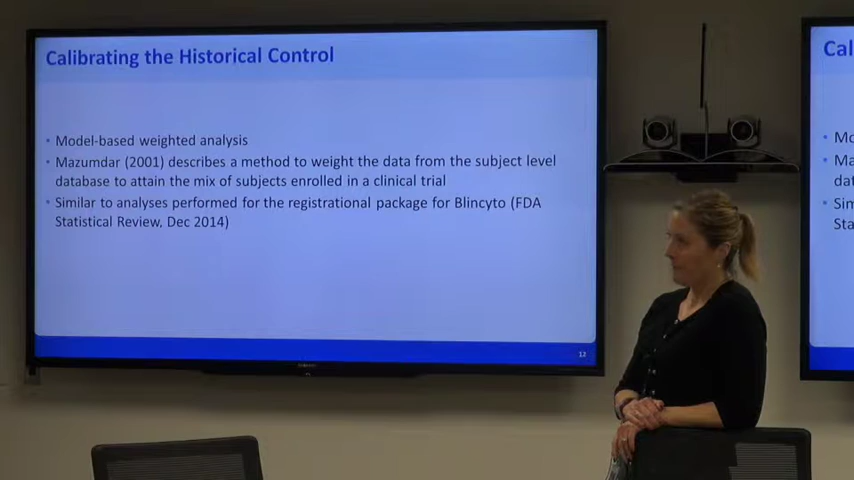 Calibrating the Historical Control
• Model-based weighted analysis
• Mazumdar (2001) describes a method to weight the data from the subject level
database to attain the mix of subjects enrolled in a clinical trial
• Similar to analyses performed for the registrational package for Blincyto (FDA
Statistical Review, Dec 2014)
12
Cal
• Mo
• Ma
dat
• Sim
Sta